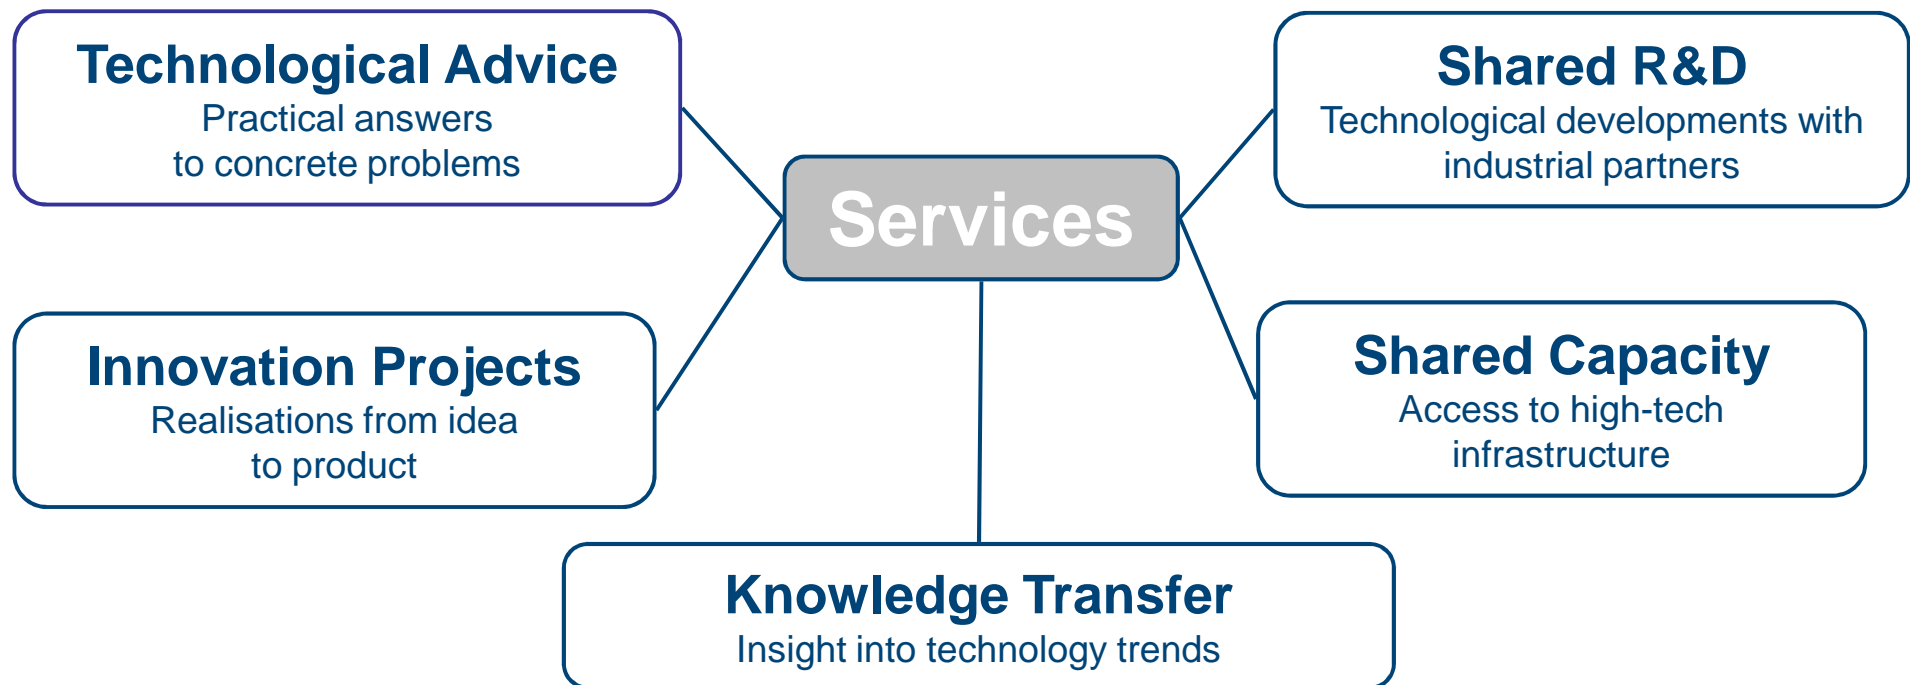 Technological Advice
Practical answers
to concrete problems
Shared R&D
Technological developments with
industrial partners
Services
Innovation Projects
Realisations from idea
to product
Shared Capacity
Access to high-tech
infrastructure
Knowledge Transfer
Insight into technology trends